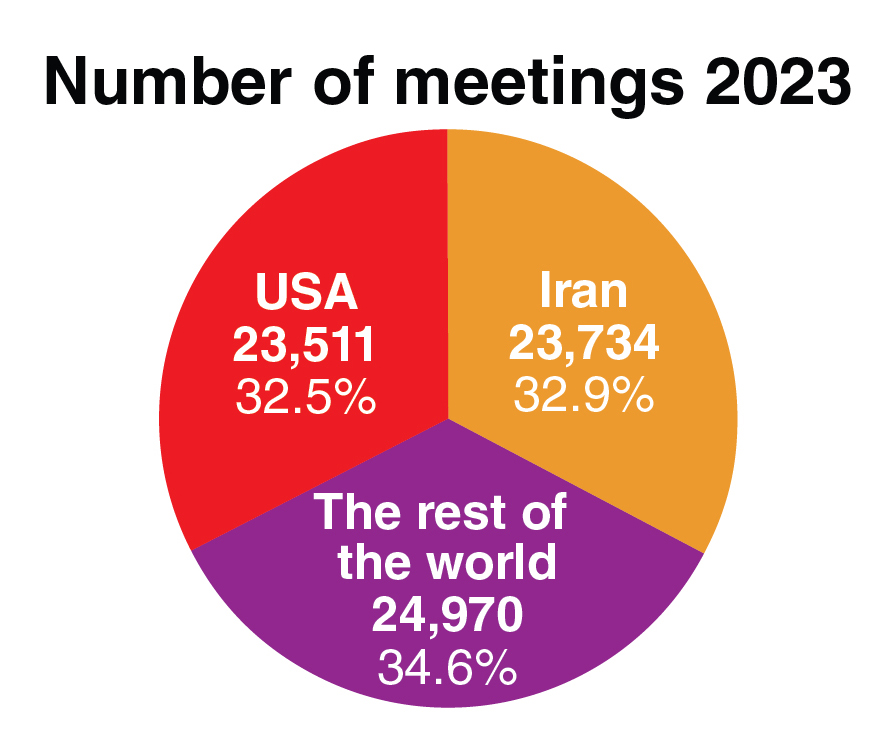 Number of meetings 2023
USA
23,511
32.5%
Iran
23,734
32.9%
The rest of
the world
24,970
34.6%